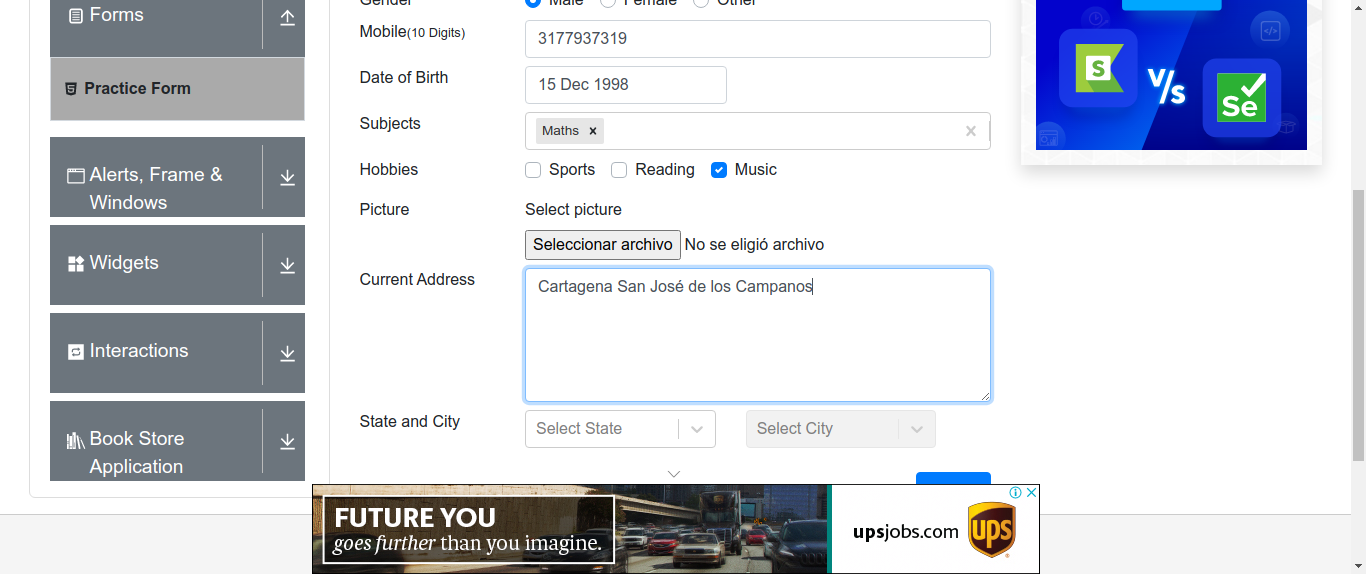 Forms
Practice Form
Alerts, Frame &
Windows
Widgets
Interactions
Book Store
Application
Gender
Male
Female
Other
Mobile(10 Digits)
3177937319
Date of Birth
15 Dec 1998
Subjects
Maths ×
Hobbies
Sports
Reading
Music
Picture
Select picture
Seleccionar archivo No se eligió archivo
Current Address
Cartagena San José de los Campanos
State and City
Select State
Select City
S
V/s
Se
FUTURE YOU
goes further than you imagine.
upsjobs.com
ups